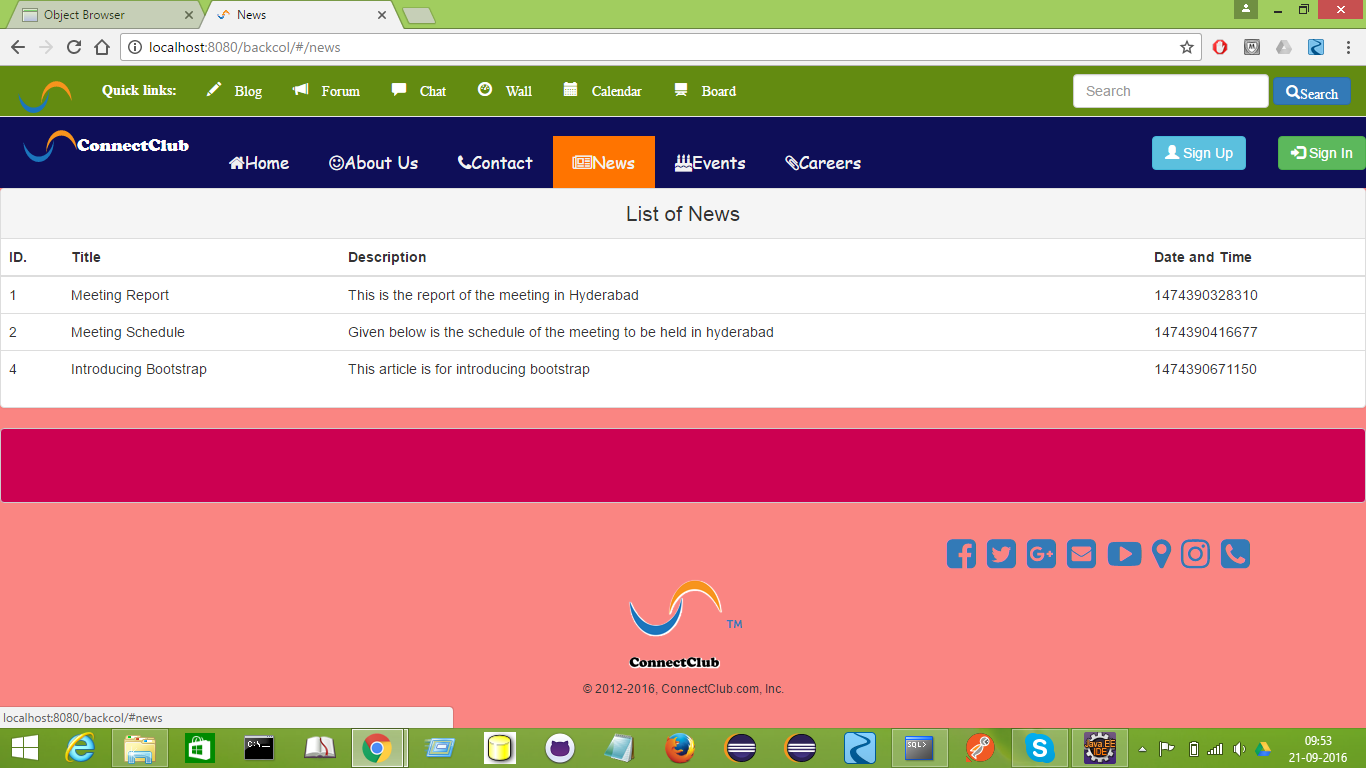 Object Browser
News
localhost:8080/backcol/#/news
Quick links: Blog Forum Chat Wall Calendar Board Search Search
ConnectClub Home About Us Contact News Events Careers Sign Up Sign In
List of News
ID. Title Description Date and Time
1 Meeting Report This is the report of the meeting in Hyderabad 1474390328310
2 Meeting Schedule Given below is the schedule of the meeting to be held in hyderabad 1474390416677
4 Introducing Bootstrap This article is for introducing bootstrap 1474390671150
TM
ConnectClub
© 2012-2016, ConnectClub.com, Inc.
localhost:8080/backcol/#news
C:\_
SQL>
Java EE
IDE
09:53
21-09-2016